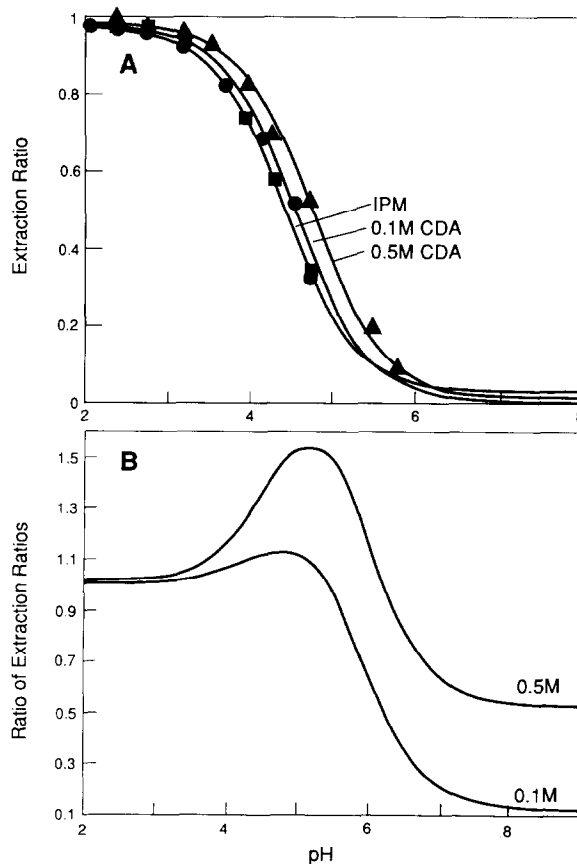 A
Extraction Ratio
1
0.8
0.6
0.4
0.2
0
IPM
0.1M CDA
0.5M CDA
2
4
6
8
B
Ratio of Extraction Ratios
1.5
1.3
1.1
0.9
0.7
0.5
0.3
0.1
0.5M
0.1M
2
4
6
.8
pH